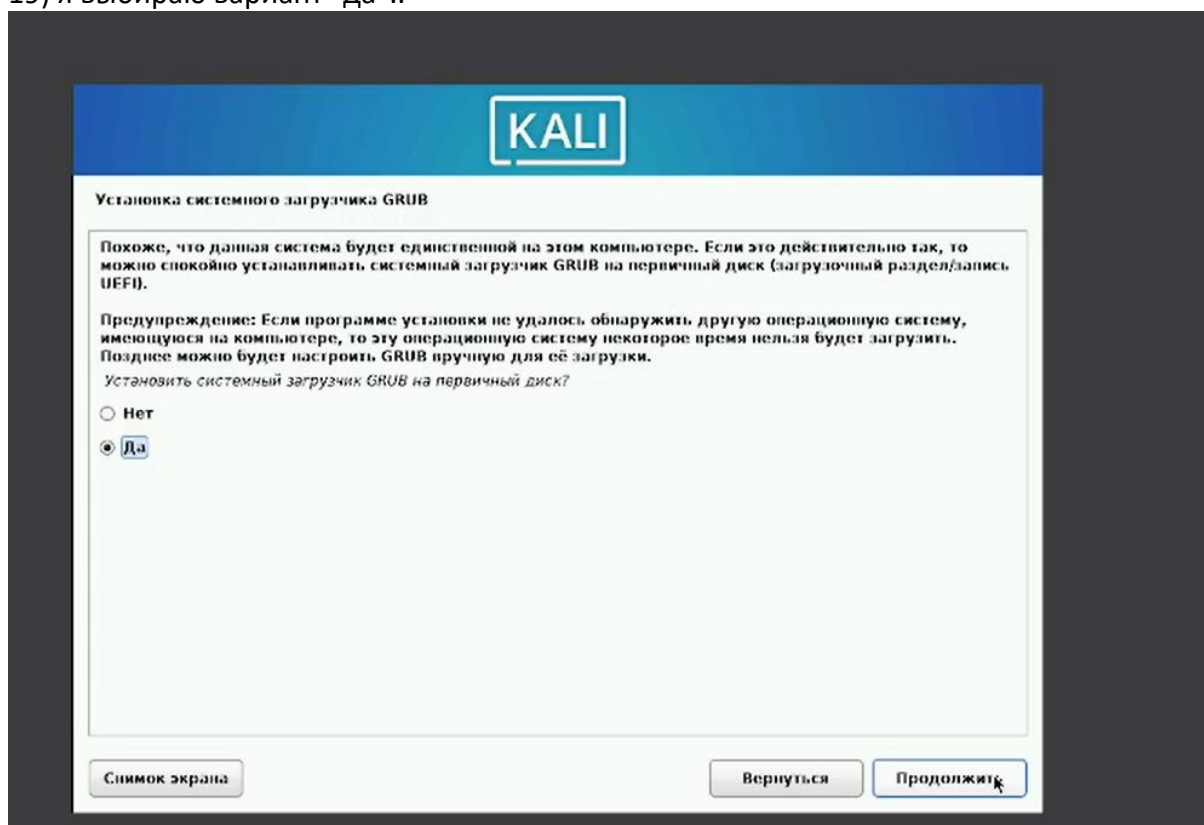 19) Я выбираю вариант "Да"..
KALI
Установка системного загрузчика GRUB
Похоже, что данная система будет единственной на этом компьютере. Если это действительно так, то
можно спокойно устанавливать системный загрузчик GRUB на первичный диск (загрузочный раздел/запись
UEFI).
Предупреждение: Если программе установки не удалось обнаружить другую операционную систему,
имеющуюся на компьютере, то эту операционную систему некоторое время нельзя будет загрузить.
Позднее можно будет настроить GRUB вручную для её загрузки.
Установить системный загрузчик GRUB на первичный диск?
Нет
Да
Снимок экрана
Вернуться
Продолжить